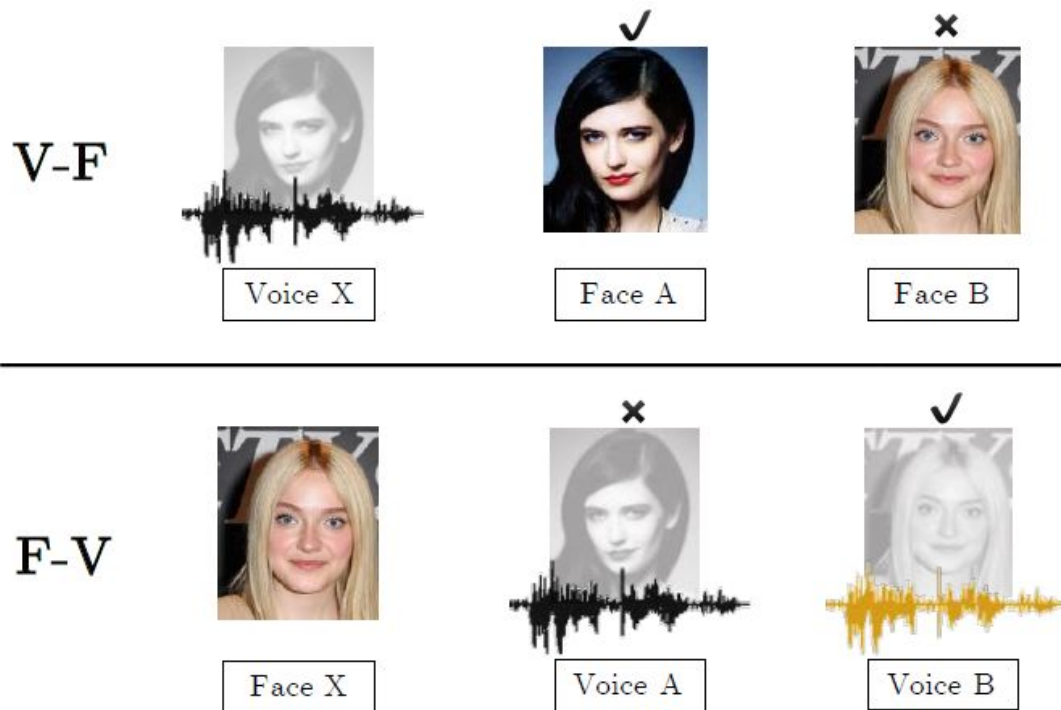 V-F
Voice X
Face A
Face B
F-V
Face X
Voice A
Voice B